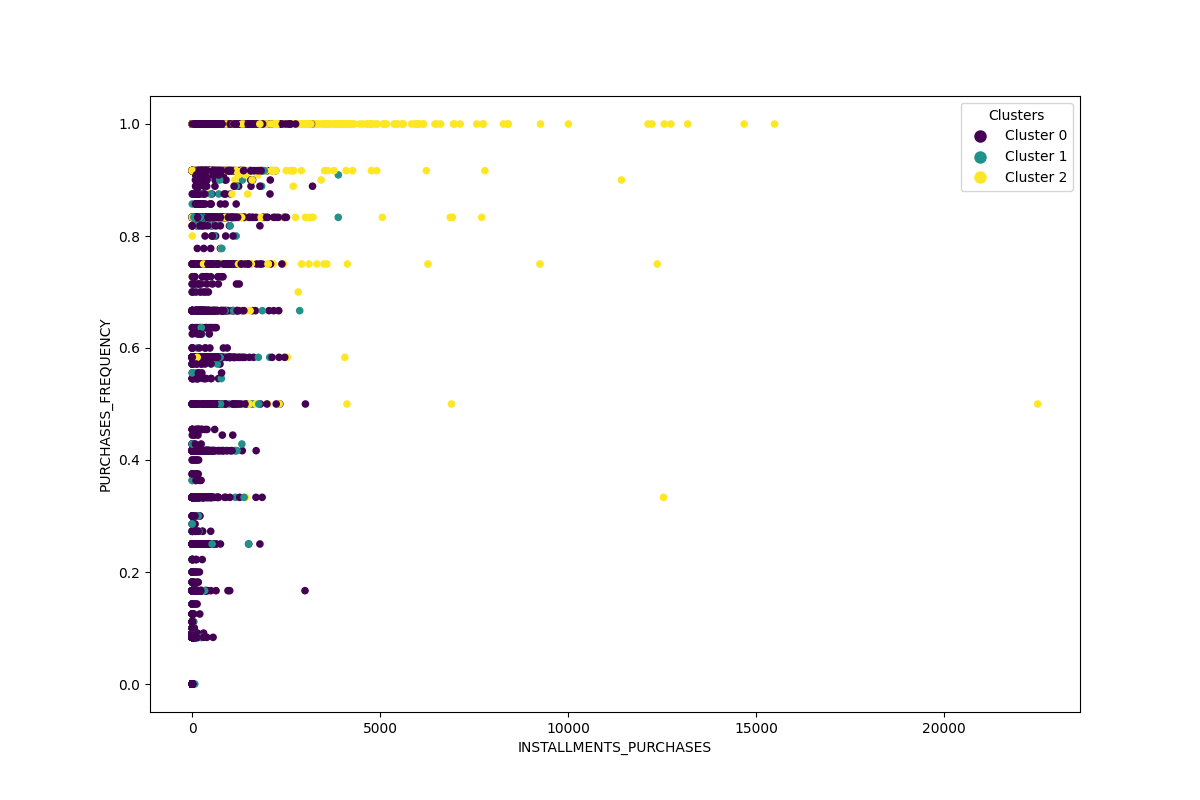 Clusters
Cluster 0
Cluster 1
Cluster 2
PURCHASES_FREQUENCY
1.0
0.8
0.6
0.4
0.2
0.0
0 5000 10000 15000 20000
INSTALLMENTS_PURCHASES